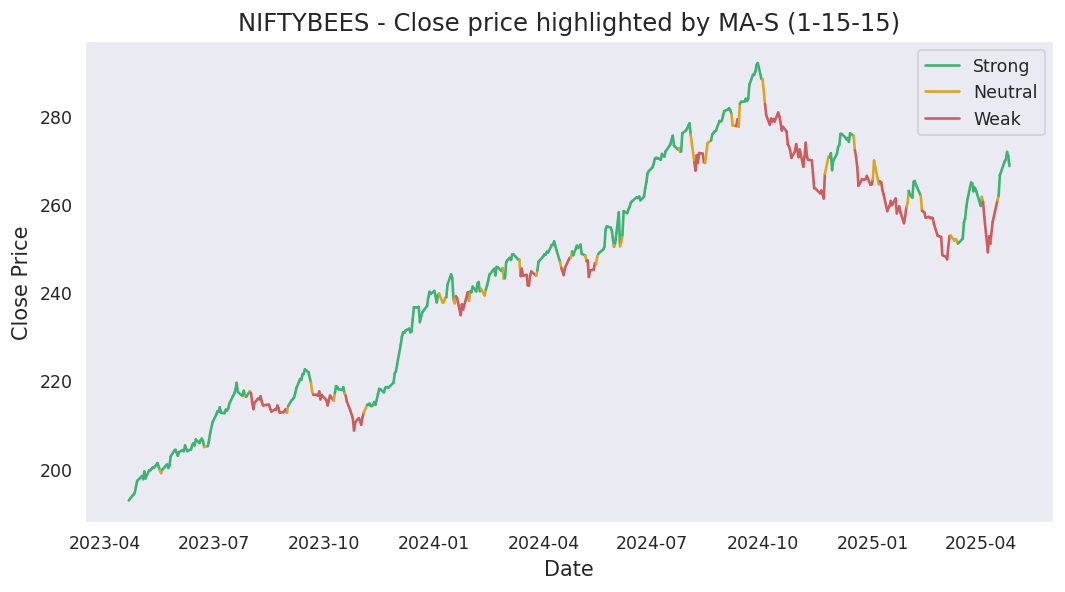 NIFTYBEES - Close price highlighted by MA-S (1-15-15)
Strong
Neutral
Weak
Close Price
280
260
240
220
200
2023-04 2023-07 2023-10 2024-01 2024-04 2024-07 2024-10 2025-01 2025-04
Date